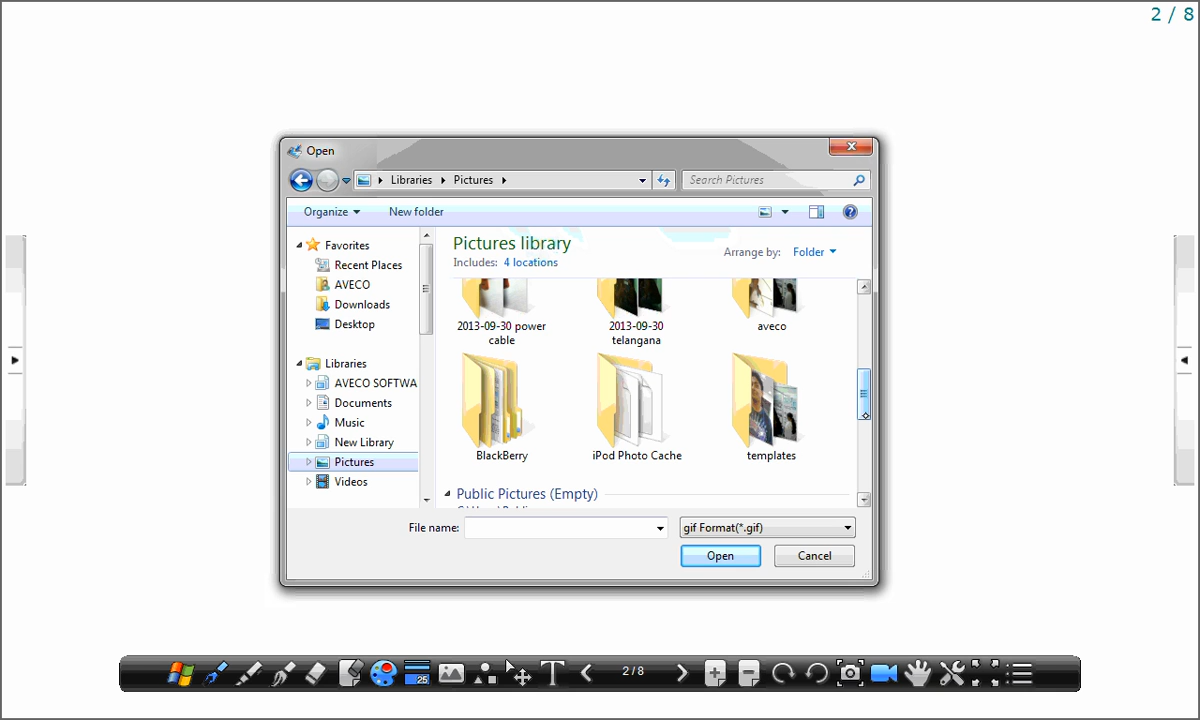 2 / 8
Open
Libraries Pictures
Search Pictures
Organize New folder
Favorites
Recent Places
AVECO
Downloads
Desktop
Libraries
AVECO SOFTWA
Documents
Music
New Library
Pictures
Videos
Pictures library
Includes: 4 locations
Arrange by: Folder
2013-09-30 power
cable
2013-09-30
telangana
aveco
BlackBerry
iPod Photo Cache
templates
Public Pictures (Empty)
File name:
gif Format(*.gif)
Open Cancel
25
2/8